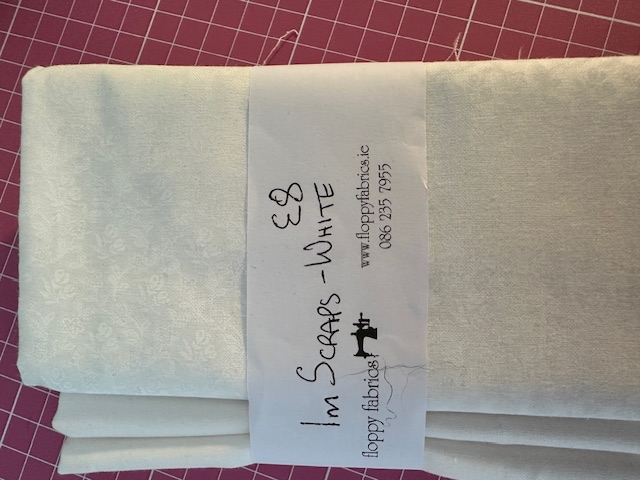 €8
1m SCRAPS - WHITE
floppy fabrics
www.floppyfabrics.ie
086 235 7955